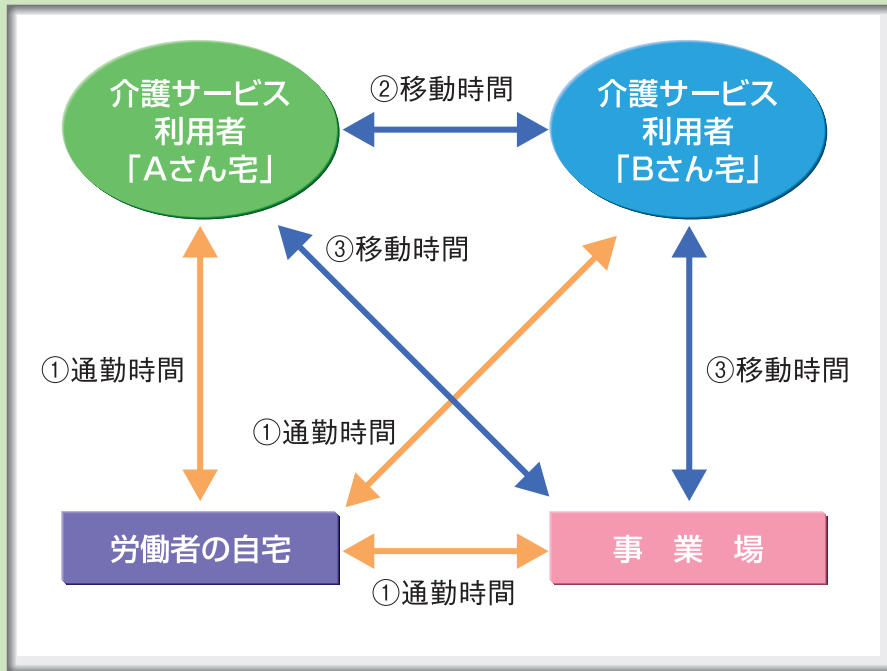 介護サービス
利用者
「Aさん宅」
②移動時間
介護サービス
利用者
「Bさん宅」
③移動時間
①通勤時間
③移動時間
①通勤時間
労働者の自宅
事　業　場
①通勤時間